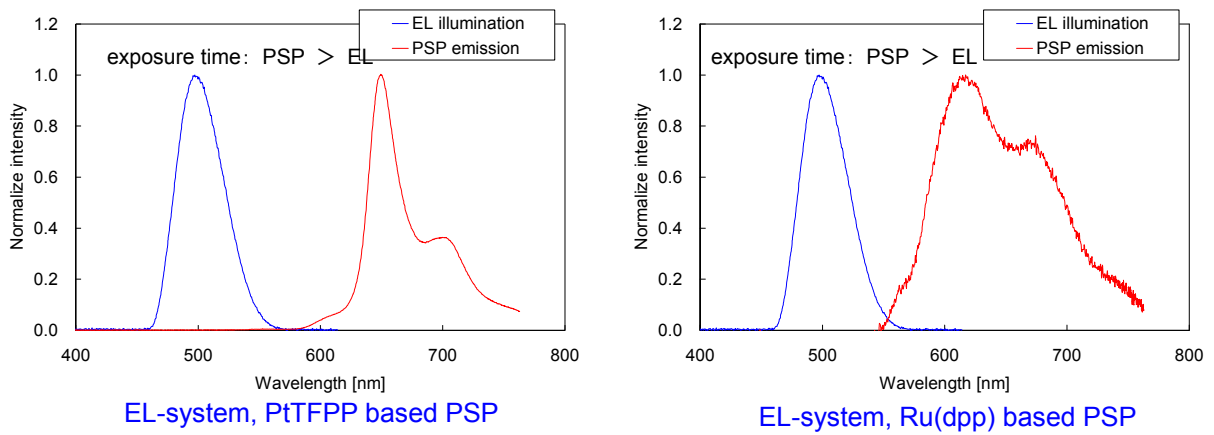 EL illumination
PSP emission
exposure time: PSP > EL
1.2
1.0
0.8
0.6
0.4
0.2
0.0
Normalize intensity
400 500 600 700 800
Wavelength [nm]
EL-system, PtTFPP based PSP
EL illumination
PSP emission
exposure time: PSP > EL
1.2
1.0
0.8
0.6
0.4
0.2
0.0
Normalize intensity
400 500 600 700 800
Wavelength [nm]
EL-system, Ru(dpp) based PSP